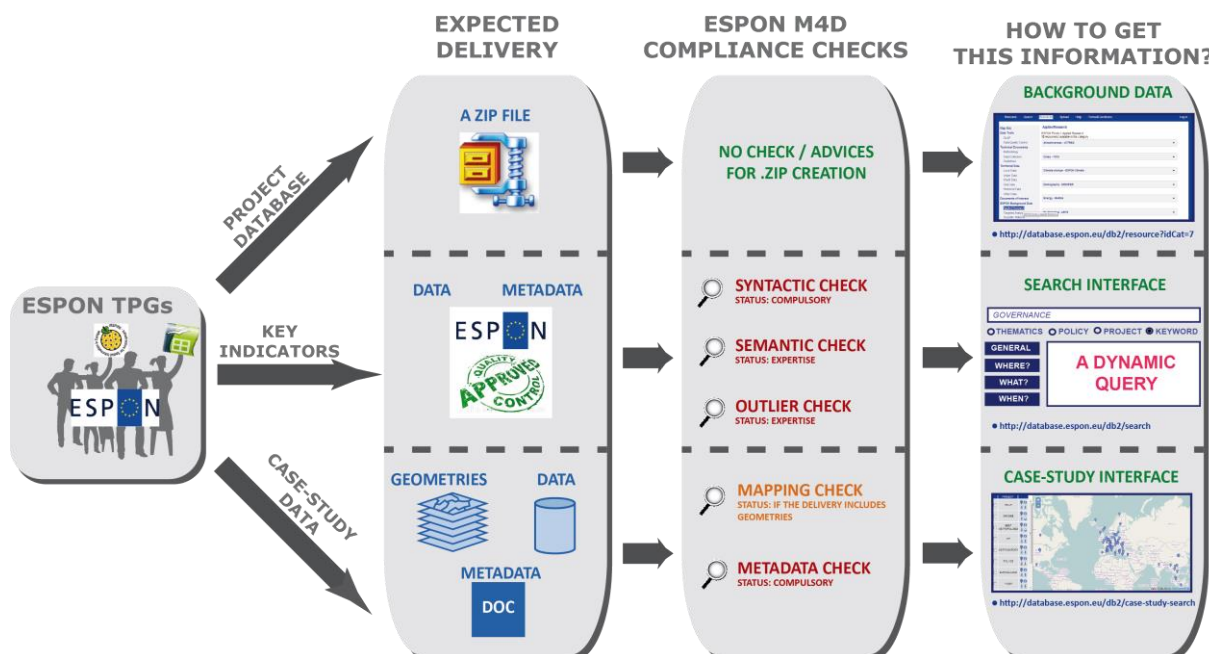 EXPECTED
DELIVERY
ESPON M4D
COMPLIANCE CHECKS
HOW TO GET
THIS INFORMATION?
ESPON TPGs
ESPON
PROJECT
DATABASE
KEY
INDICATORS
CASE-STUDY
DATA
A ZIP FILE
NO CHECK / ADVICES
FOR .ZIP CREATION
BACKGROUND DATA
● http://database.espon.eu/db2/resource?idCat=7
DATA METADATA
ESPON
QUALITY
APPROVED
CONTROL
SYNTACTIC CHECK
STATUS: COMPULSORY
SEMANTIC CHECK
STATUS: EXPERTISE
OUTLIER CHECK
STATUS: EXPERTISE
SEARCH INTERFACE
GOVERNANCE
THEMATICS POLICY PROJECT KEYWORD
GENERAL
WHERE?
WHAT?
WHEN?
A DYNAMIC
QUERY
● http://database.espon.eu/db2/search
GEOMETRIES DATA
METADATA
DOC
MAPPING CHECK
STATUS: IF THE DELIVERY INCLUDES
GEOMETRIES
METADATA CHECK
STATUS: COMPULSORY
CASE-STUDY INTERFACE
● http://database.espon.eu/db2/case-study-search